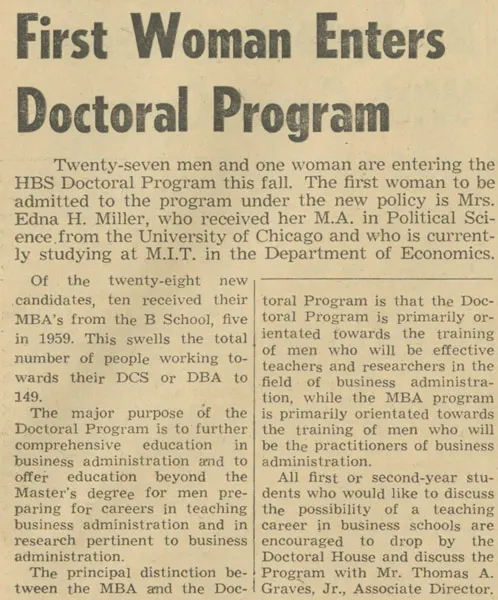 First Woman Enters
Doctoral Program
Twenty-seven men and one woman are entering the
HBS Doctoral Program this fall. The first woman to be
admitted to the program under the new policy is Mrs.
Edna H. Miller, who received her M.A. in Political Sci-
ence from the University of Chicago and who is current-
ly studying at M.I.T. in the Department of Economics.
Of the twenty-eight new
candidates, ten received their
MBA's from the B School, five
in 1959. This swells the total
number of people working to-
wards their DCS or DBA to
149.
The major purpose of the
Doctoral Program is to further
comprehensive education in
business administration and to
offer education beyond the
Master's degree for men pre-
paring for careers in teaching
business administration and in
research pertinent to business
administration.
The principal distinction be-
tween the MBA and the Doc-
toral Program is that the Doc-
toral Program is primarily or-
ientated towards the training
of men who will be effective
teachers and researchers in the
field of business administra-
tion, while the MBA program
is primarily orientated towards
the training of men who will
be the practitioners of business
administration.
All first or second-year stu-
dents who would like to discuss
the possibility of a teaching
career in business schools are
encouraged to drop by the
Doctoral House and discuss the
Program with Mr. Thomas A.
Graves, Jr., Associate Director.